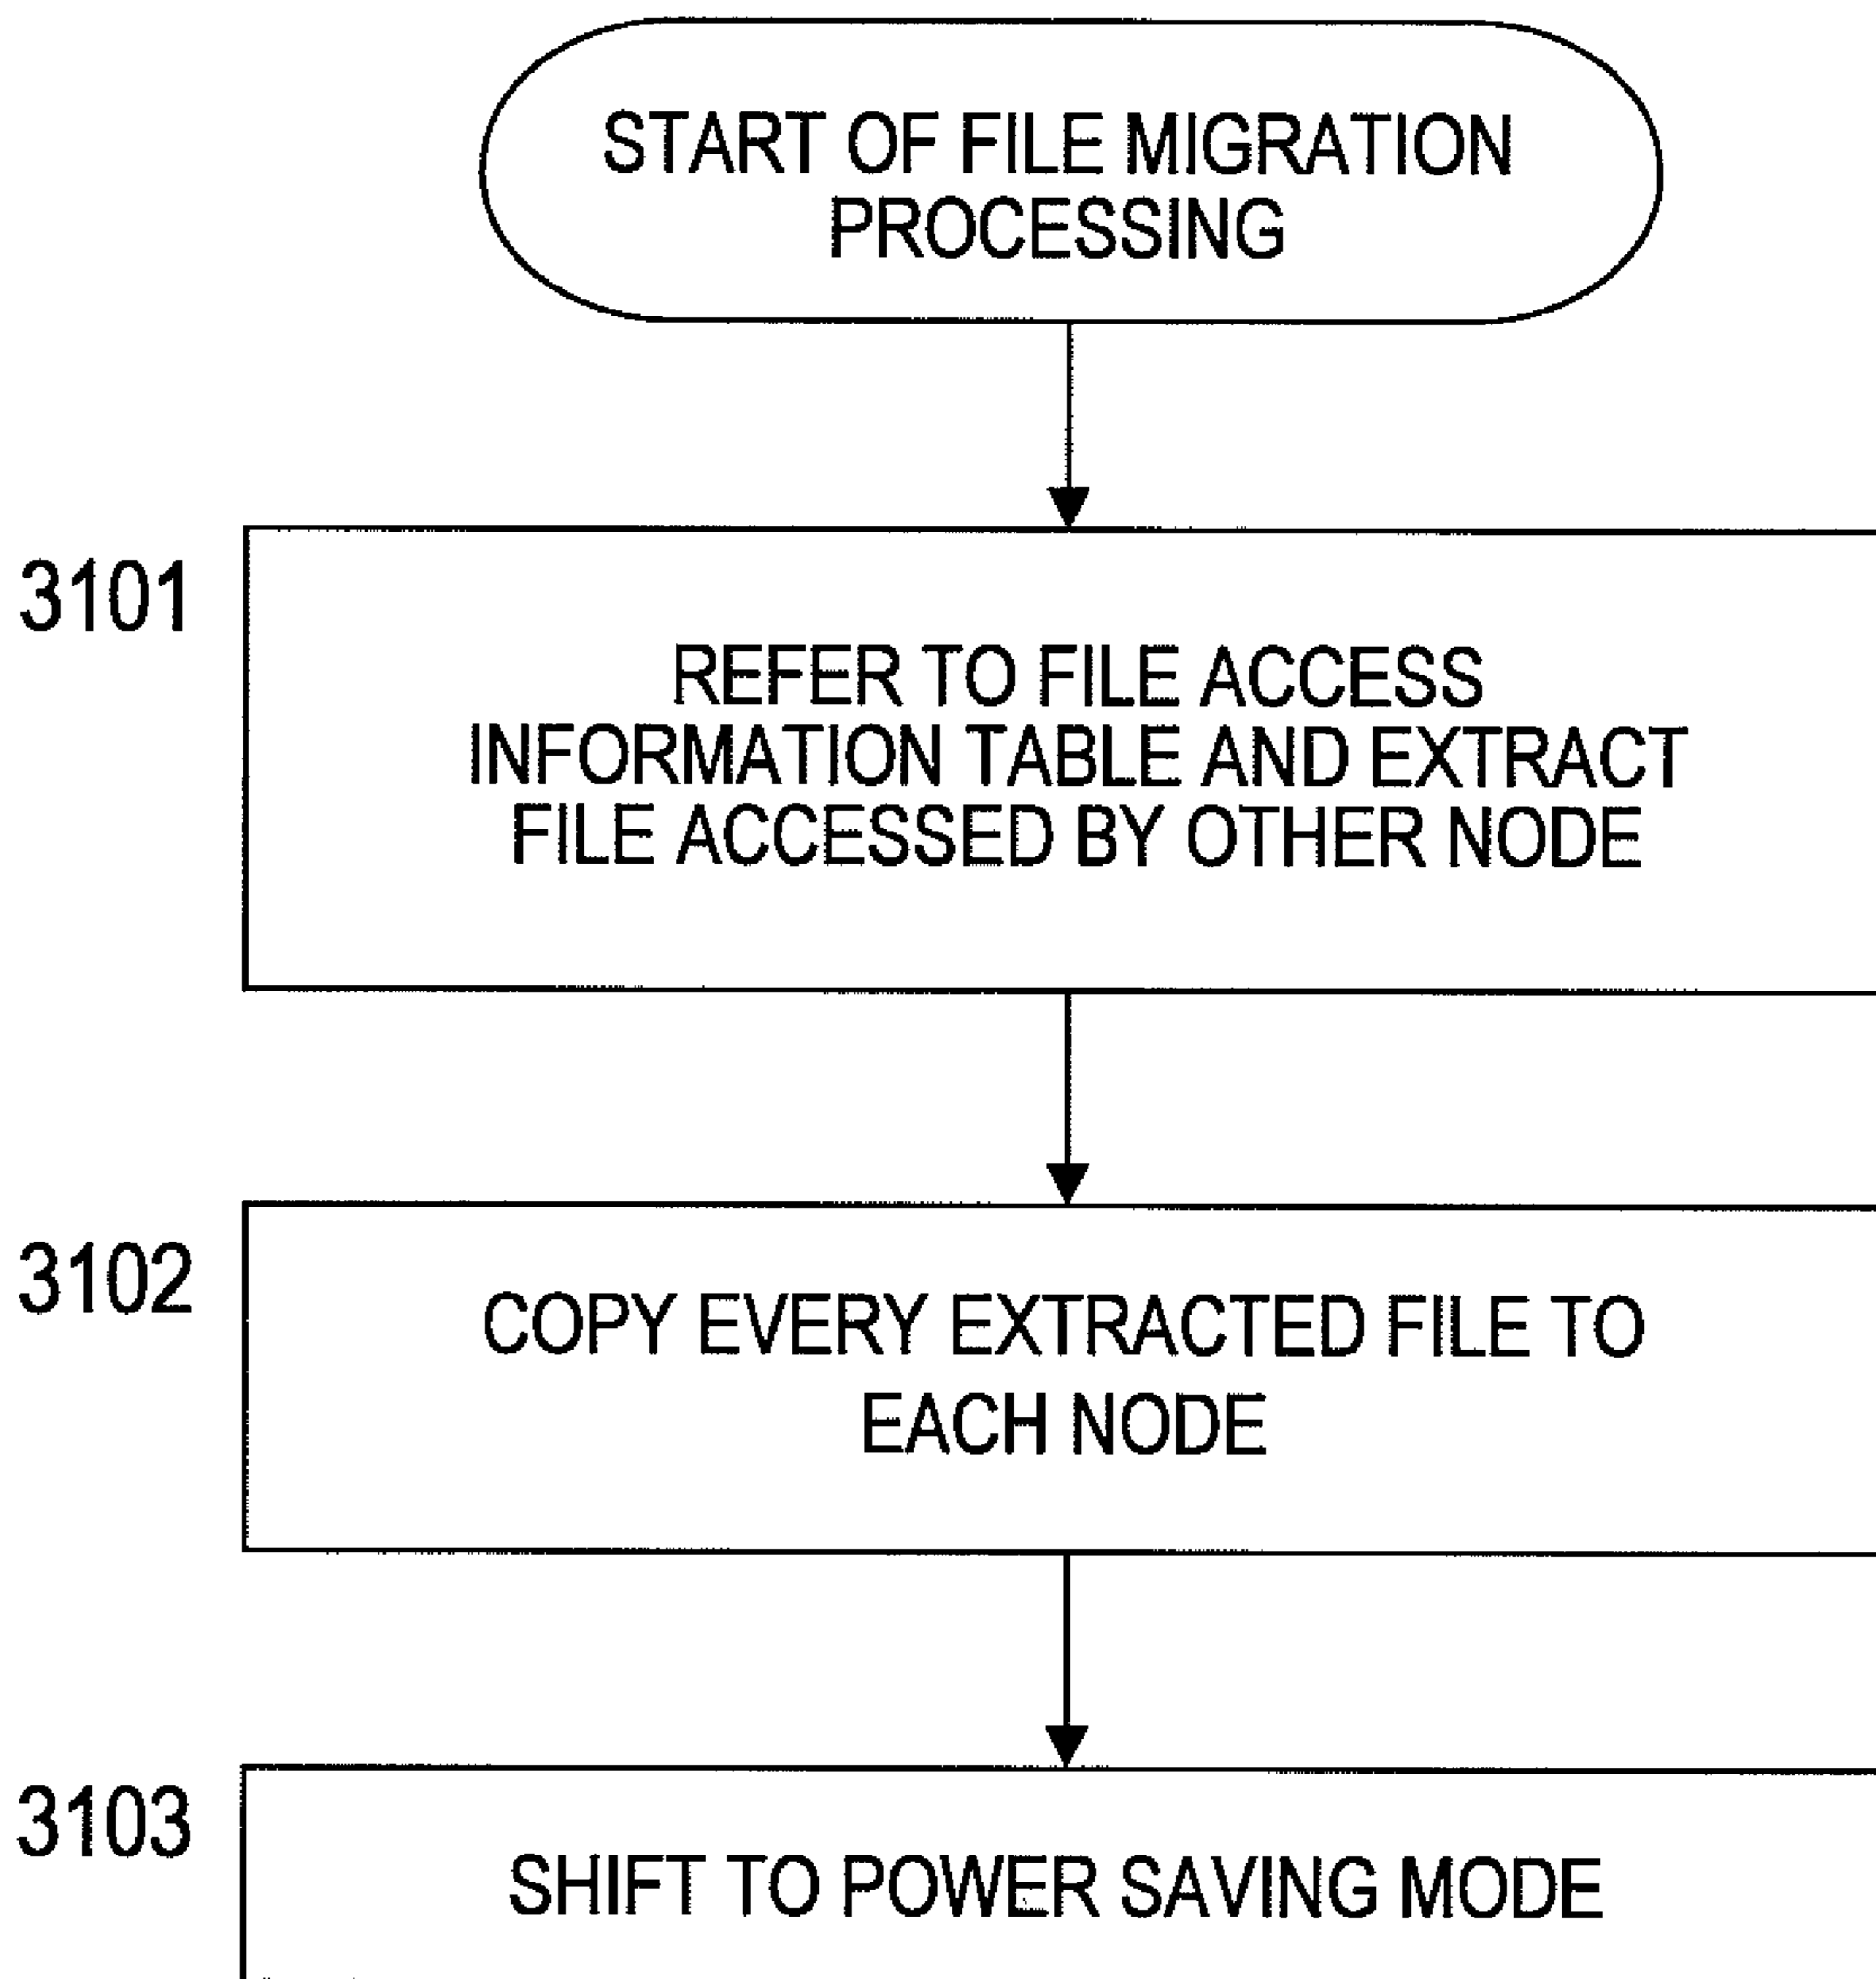 START OF FILE MIGRATION
PROCESSING
3101
REFER TO FILE ACCESS
INFORMATION TABLE AND EXTRACT
FILE ACCESSED BY OTHER NODE
3102
COPY EVERY EXTRACTED FILE TO
EACH NODE
3103
SHIFT TO POWER SAVING MODE